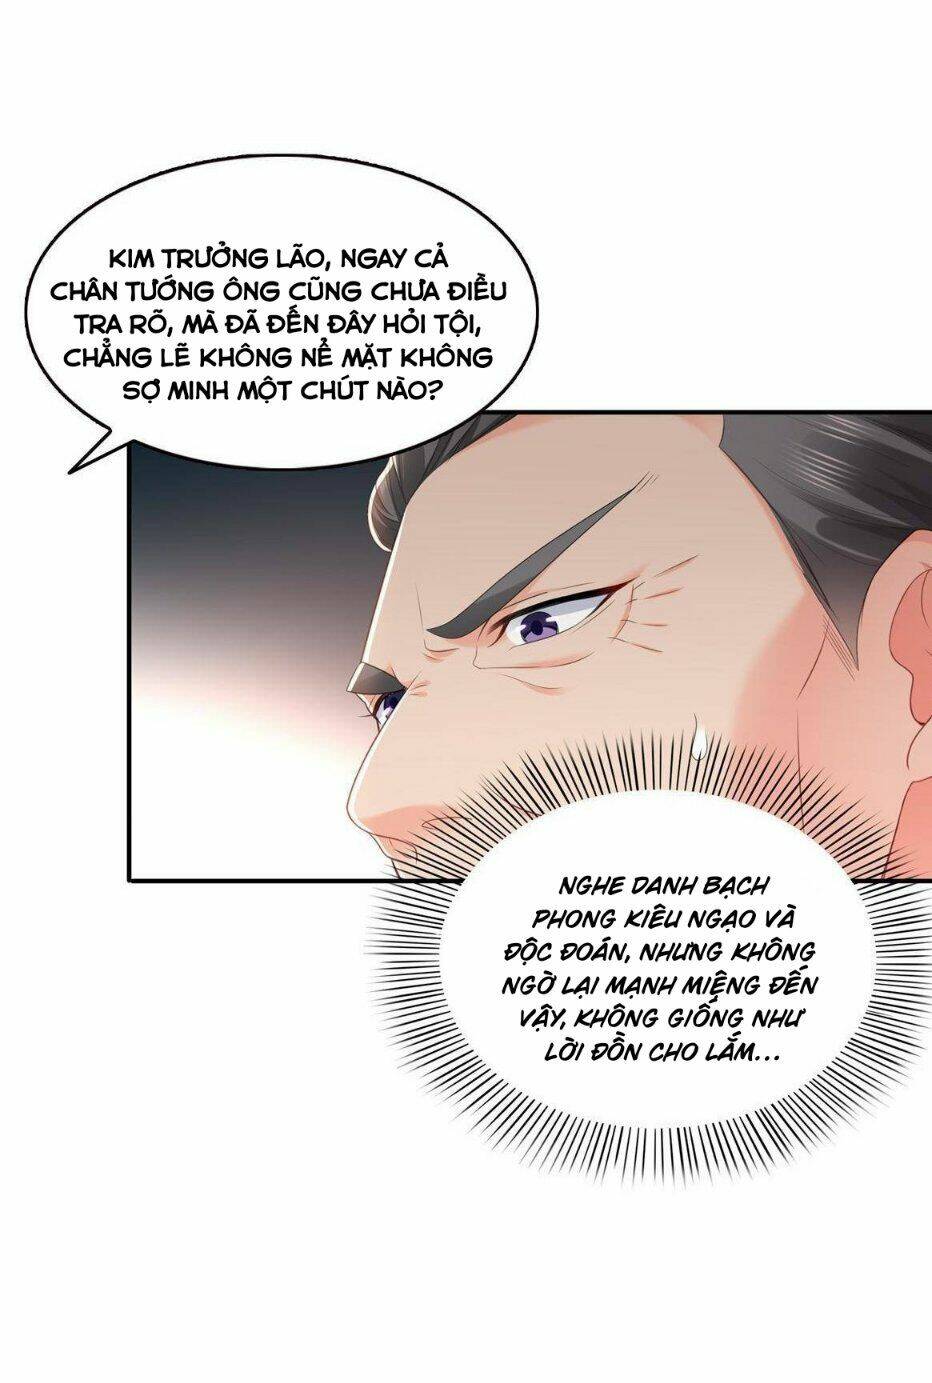 KIM TRƯỞNG LÃO, NGAY CẢ
CHÂN TƯỚNG ÔNG CŨNG CHƯA ĐIỀU
TRA RÕ, MÀ ĐÃ ĐẾN ĐÂY HỎI TỘI,
CHẲNG LẼ KHÔNG NỂ MẶT KHÔNG
SỢ MINH MỘT CHÚT NÀO?
NGHE DANH BẠCH
PHONG KIÊU NGẠO VÀ
ĐỘC ĐOÁN, NHƯNG KHÔNG
NGỜ LẠI MẠNH MIỆNG ĐẾN
VẬY, KHÔNG GIỐNG NHƯ
LỜI ĐỒN CHO LẮM...